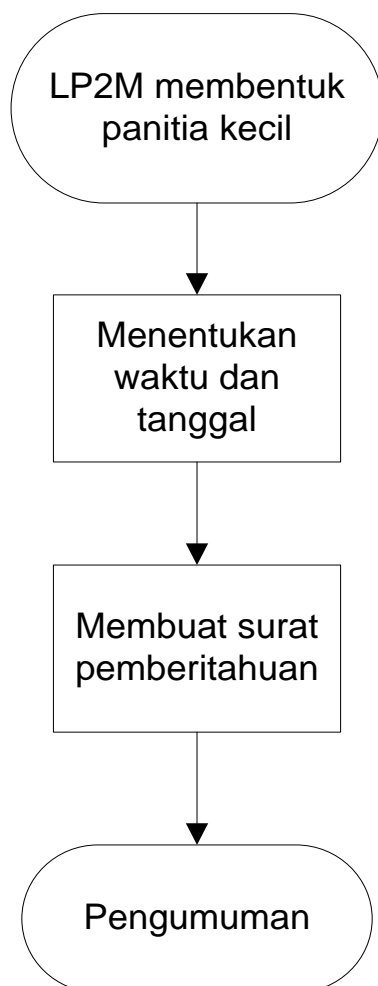 LP2M membentuk
panitia kecil
Menentukan
waktu dan
tanggal
Membuat surat
pemberitahuan
Pengumuman